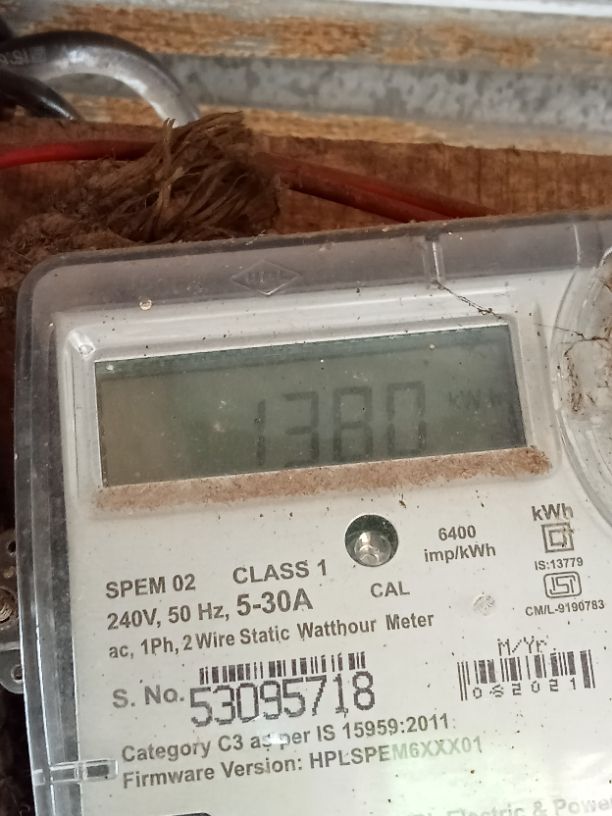 1380 kWh
kWh
6400
imp/kWh
IS:13779
CM/L-9190783
SPEM 02 CLASS 1
240V, 50 Hz, 5-30A
CAL
ac, 1Ph, 2 Wire Static Watthour Meter
M/Yr.
062021
S. No. 53095718
Category C3 as per IS 15959:2011
Firmware Version: HPLSPEM6XXX01
Electric & Power